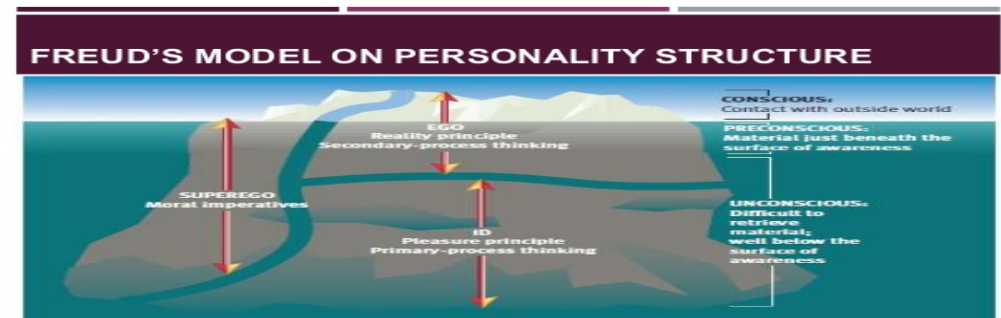 FREUD'S MODEL ON PERSONALITY STRUCTURE
CONSCIOUS:
Contact with outside world
EGO
Reality principle
Secondary-process thinking
PRECONSCIOUS:
Material just beneath the
surface of awareness
SUPEREGO
Moral imperatives
ID
Pleasure principle
Primary-process thinking
UNCONSCIOUS:
Difficult to
retrieve
material;
well below the
surface of
awareness